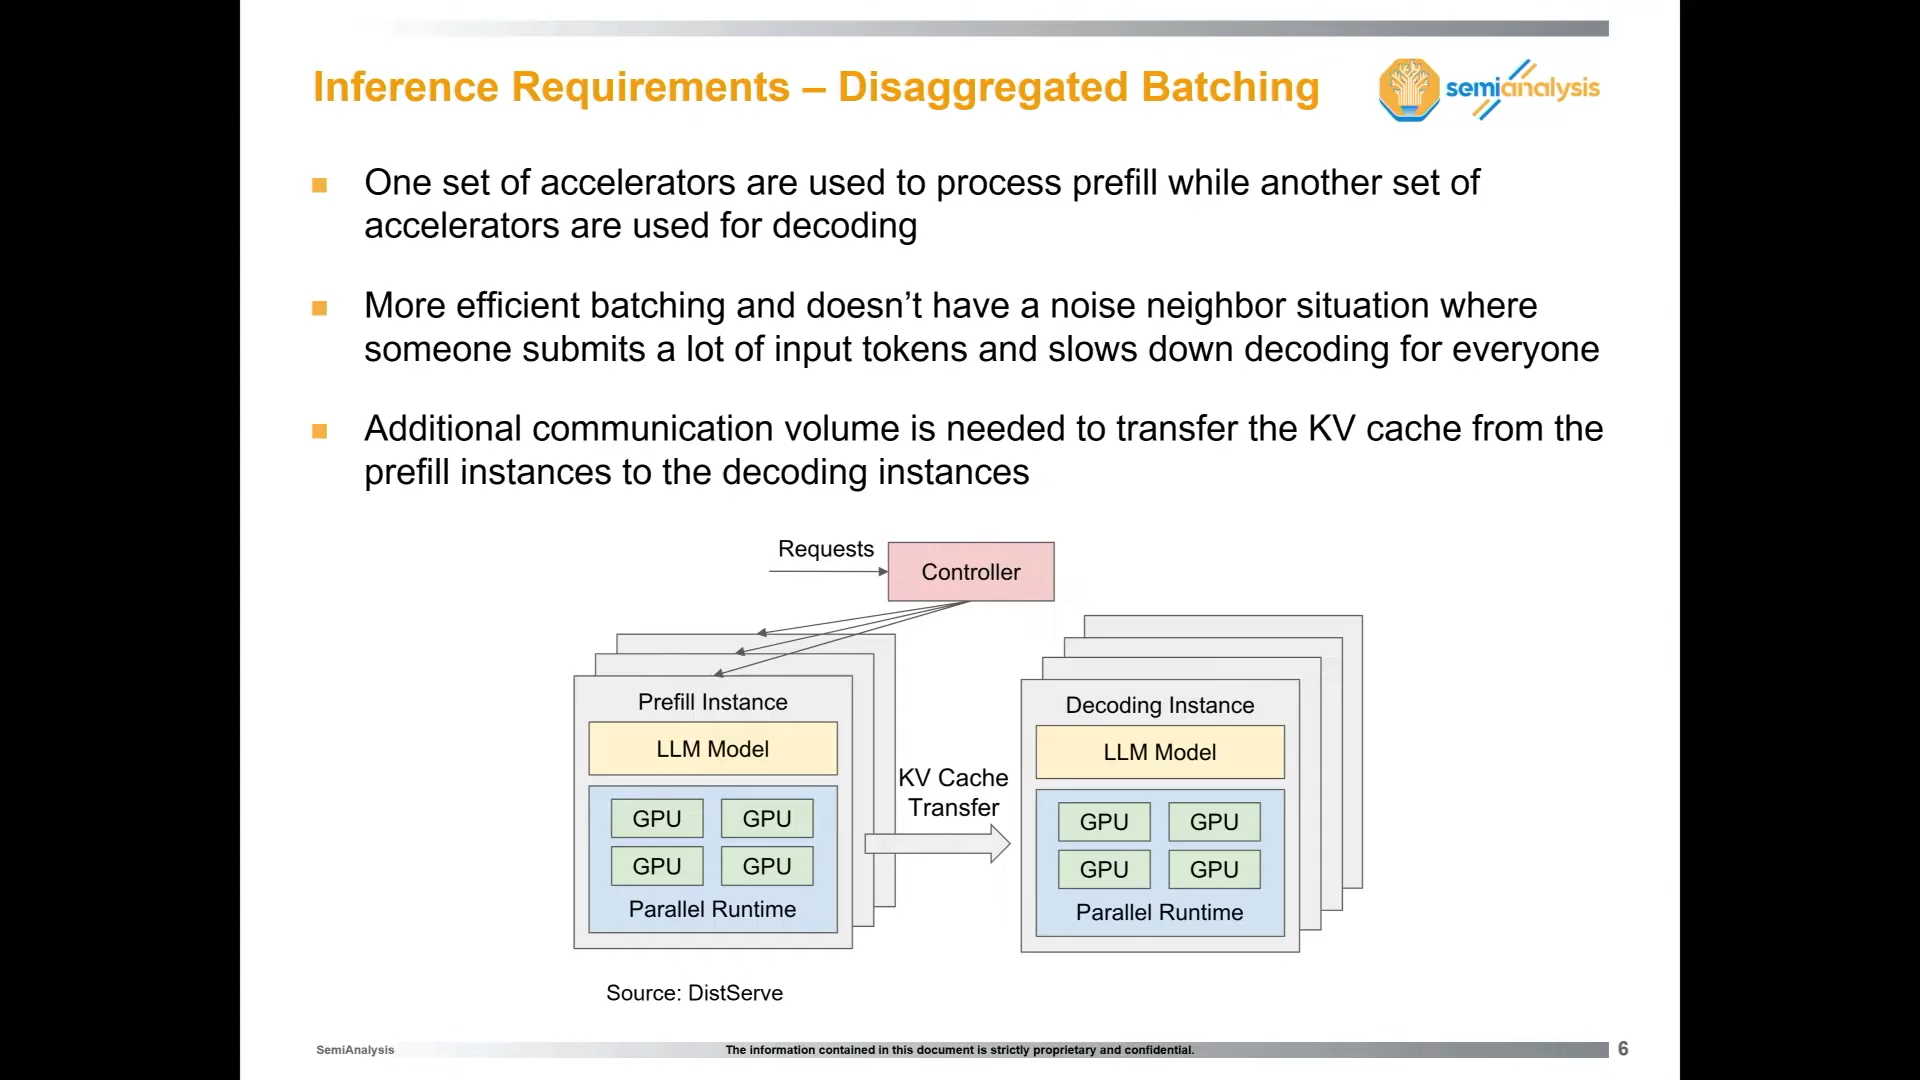 Inference Requirements – Disaggregated Batching
semianalysis
One set of accelerators are used to process prefill while another set of
accelerators are used for decoding
More efficient batching and doesn’t have a noise neighbor situation where
someone submits a lot of input tokens and slows down decoding for everyone
Additional communication volume is needed to transfer the KV cache from the
prefill instances to the decoding instances
Requests
Controller
Prefill Instance
LLM Model
GPU GPU
GPU GPU
Parallel Runtime
KV Cache
Transfer
Decoding Instance
LLM Model
GPU GPU
GPU GPU
Parallel Runtime
Source: DistServe
SemiAnalysis
The information contained in this document is strictly proprietary and confidential.
6